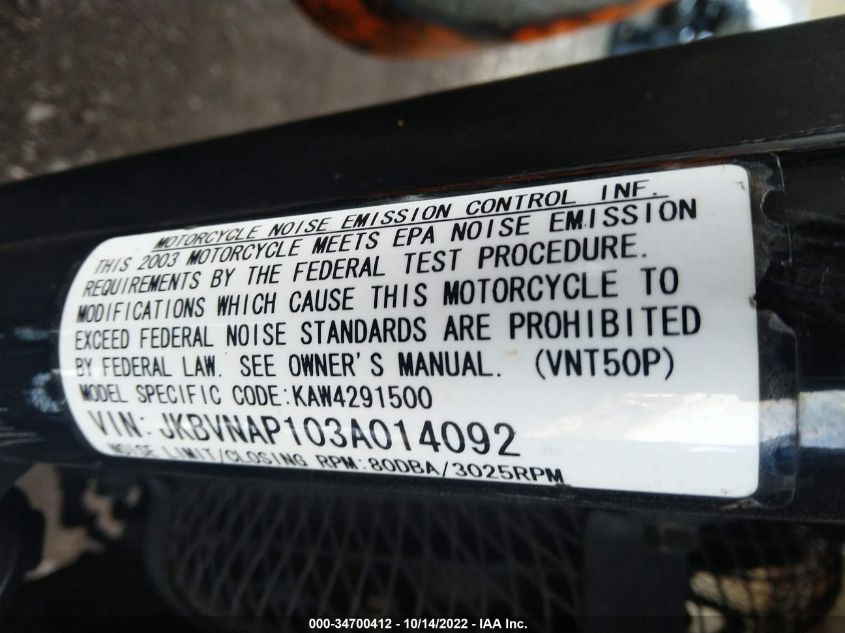 MOTORCYCLE NOISE EMISSION CONTROL INF.
THIS 2003 MOTORCYCLE MEETS EPA NOISE EMISSION
REQUIREMENTS BY THE FEDERAL TEST PROCEDURE.
MODIFICATIONS WHICH CAUSE THIS MOTORCYCLE TO
EXCEED FEDERAL NOISE STANDARDS ARE PROHIBITED
BY FEDERAL LAW. SEE OWNER'S MANUAL. (VNT50P)
MODEL SPECIFIC CODE:KAW4291500
VIN: JKBVNAP103A014092
NOISE LIMIT/CLOSING RPM:80DBA/3025RPM
000-34700412 - 10/14/2022 - IAA Inc.